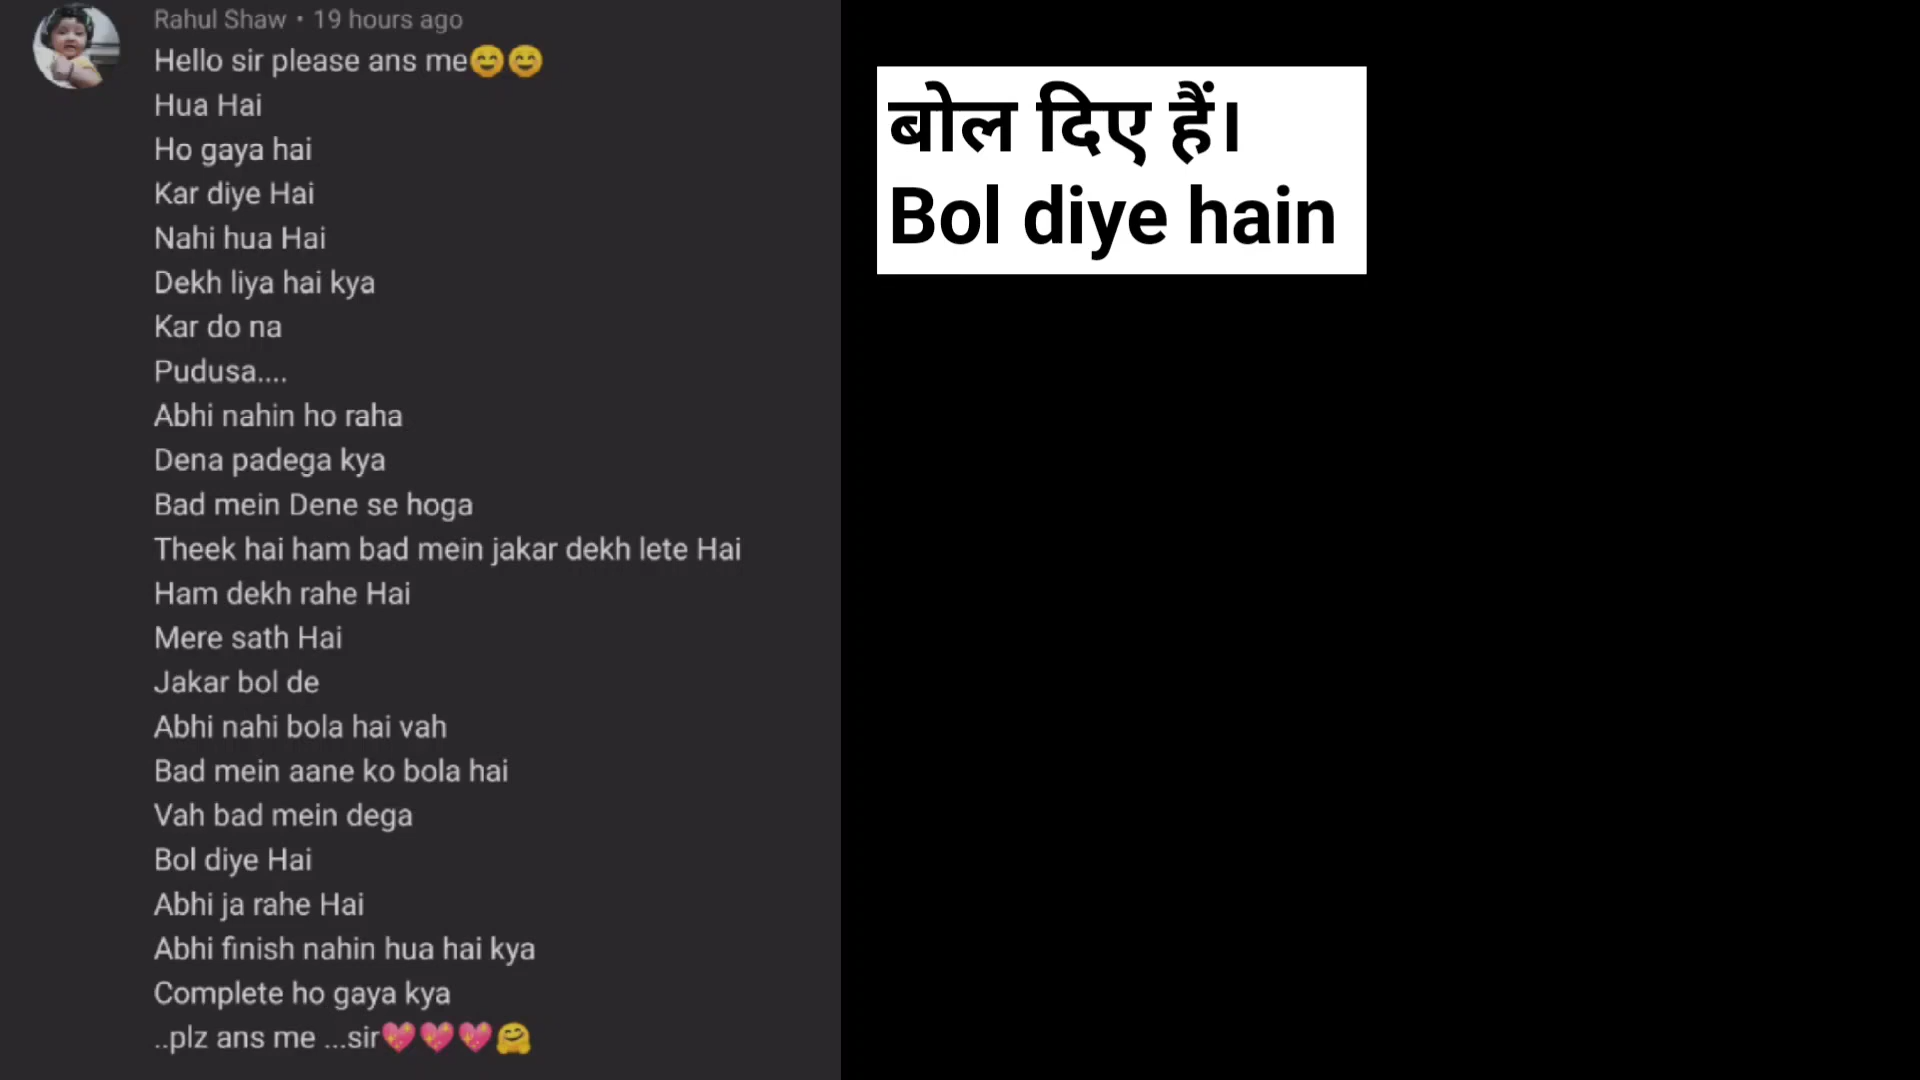 Rahul Shaw • 19 hours ago
Hello sir please ans me😊😊
Hua Hai
Ho gaya hai
Kar diye Hai
Nahi hua Hai
Dekh liya hai kya
Kar do na
Pudusa....
Abhi nahin ho raha
Dena padega kya
Bad mein Dene se hoga
Theek hai ham bad mein jakar dekh lete Hai
Ham dekh rahe Hai
Mere sath Hai
Jakar bol de
Abhi nahi bola hai vah
Bad mein aane ko bola hai
Vah bad mein dega
Bol diye Hai
Abhi ja rahe Hai
Abhi finish nahin hua hai kya
Complete ho gaya kya
..plz ans me ...sir💖💖💖🤗
बोल दिए हैं।
Bol diye hain